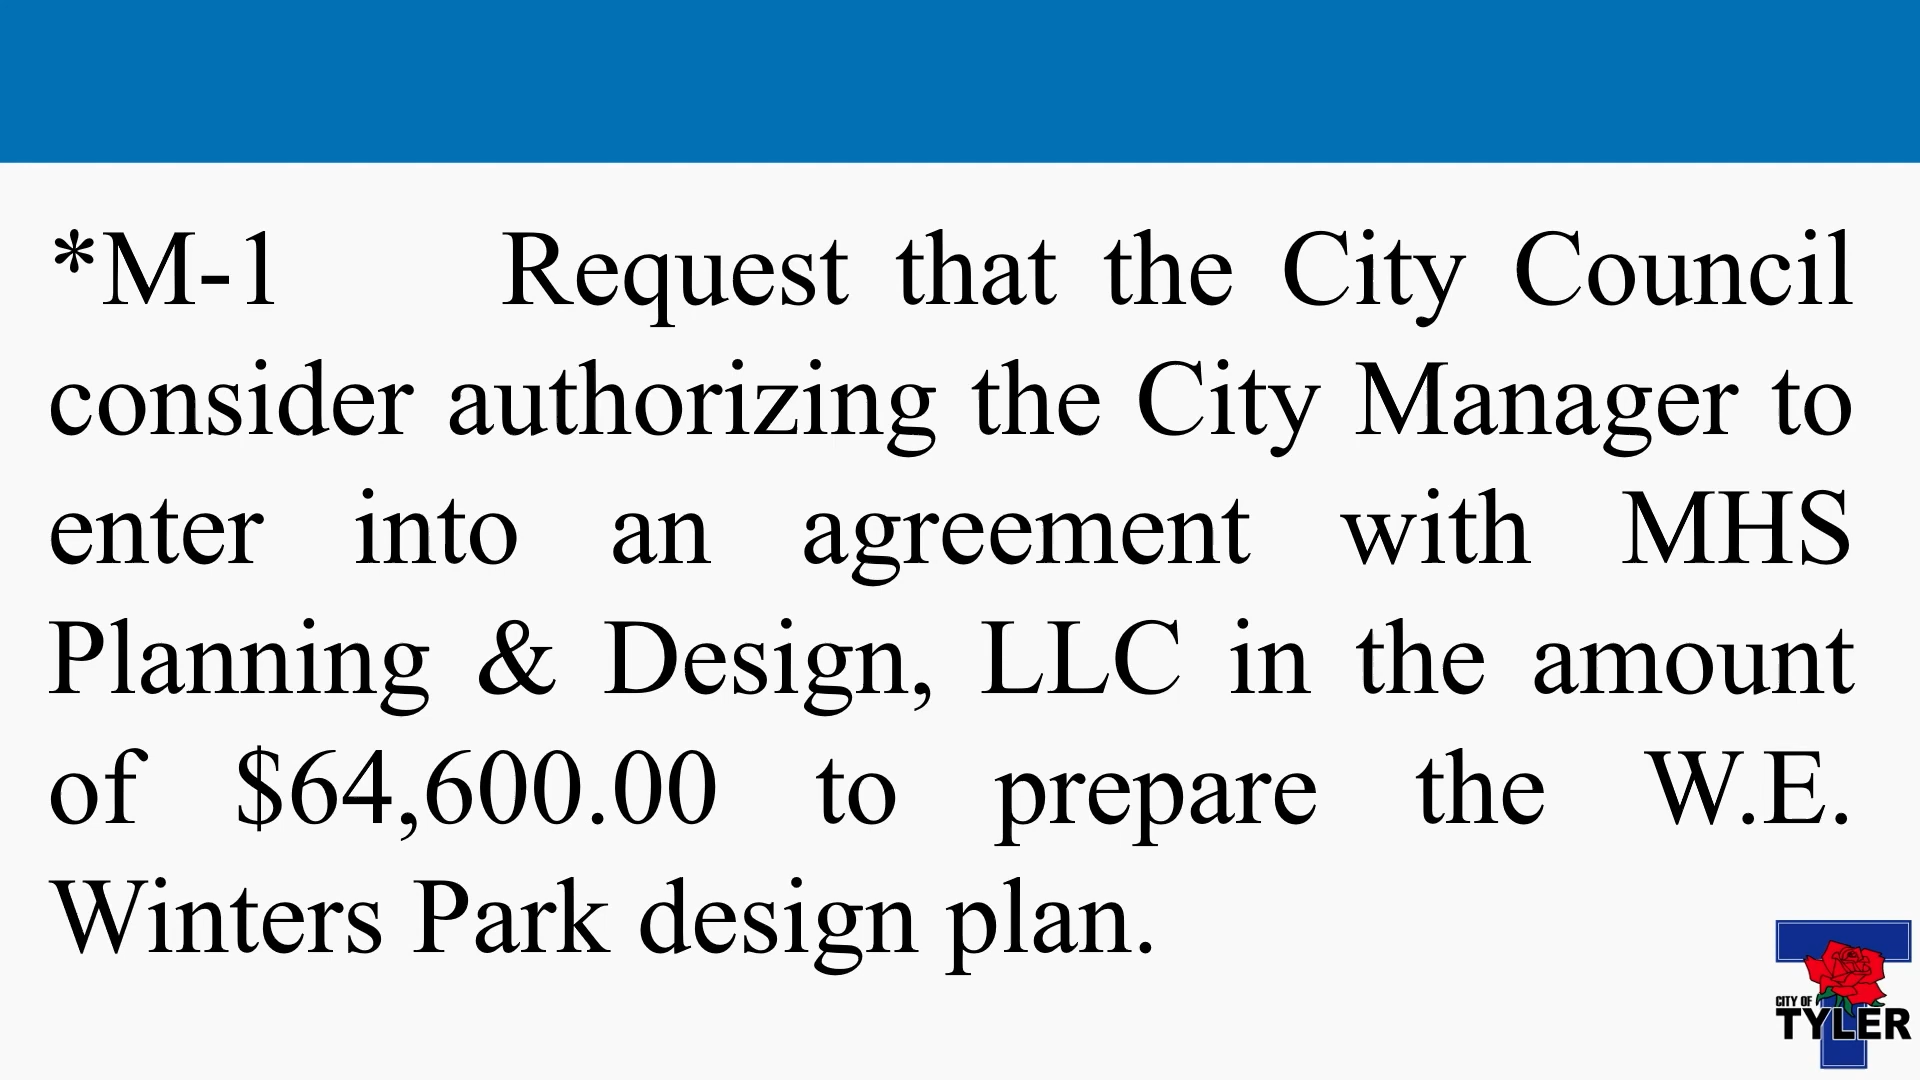 *M-1 Request that the City Council
consider authorizing the City Manager to
enter into an agreement with MHS
Planning & Design, LLC in the amount
of $64,600.00 to prepare the W.E.
Winters Park design plan.
CITY OF
TYLER